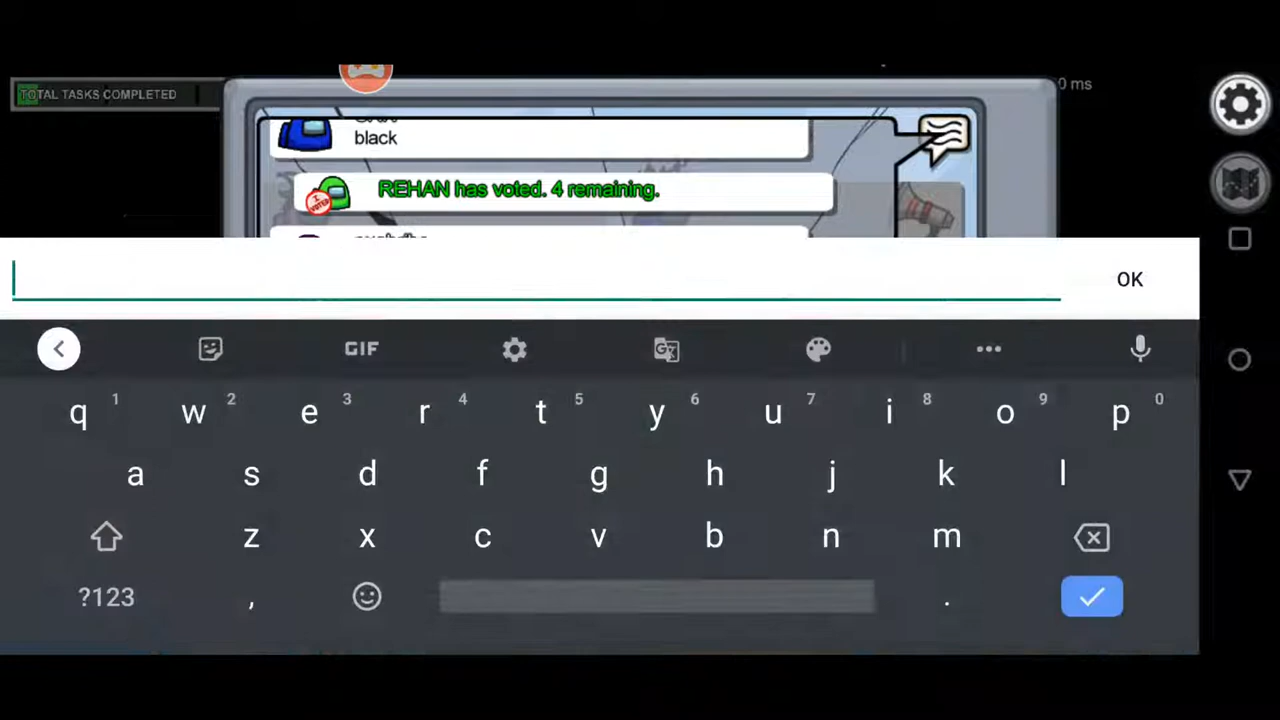 TOTAL TASKS COMPLETED
0 ms
black
REHAN has voted. 4 remaining.
I VOTED
OK
GIF
q 1 w 2 e 3 r 4 t 5 y 6 u 7 i 8 o 9 p 0
a s d f g h j k l
z x c v b n m
?123 , .